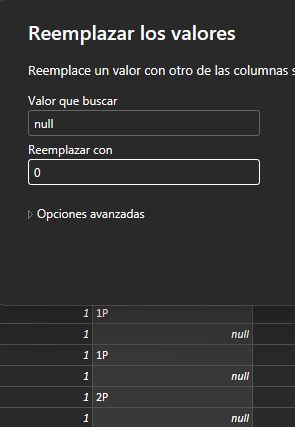 Reemplazar los valores
Reemplace un valor con otro de las columnas
Valor que buscar
null
Reemplazar con
0
Opciones avanzadas
1 1P
1 null
1 1P
1 null
1 2P
1 null